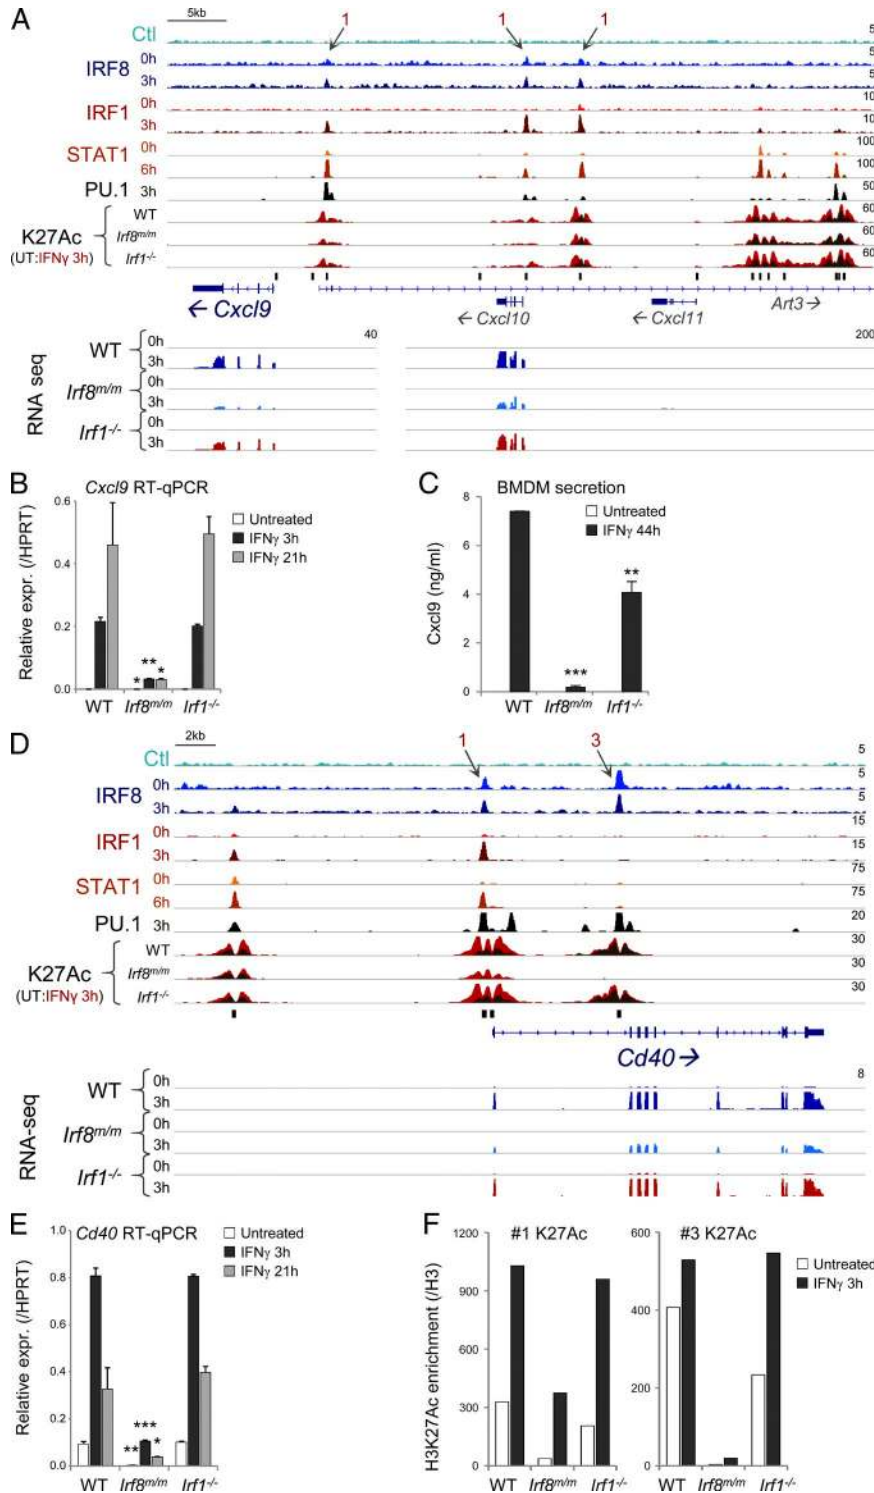 A
5kb
1
1
1
Ctl
5
IRF8
0h
5
3h
5
IRF1
0h
10
3h
10
STAT1
0h
100
6h
100
PU.1
3h
50
K27Ac
(UT:IFNγ 3h)
WT
60
Irf8m/m
60
Irf1-/-
60
← Cxcl9
← Cxcl10
← Cxcl11
Art3 →
RNA seq
40
200
WT
0h
3h
Irf8m/m
0h
3h
Irf1-/-
0h
3h
B
Cxcl9 RT-qPCR
Relative expr. (/HPRT)
0.6
0.4
0.2
0.0
Untreated
IFNγ 3h
IFNγ 21h
* ** *
WT Irf8m/m Irf1-/-
C
BMDM secretion
Cxcl9 (ng/ml)
8
6
4
2
0
Untreated
IFNγ 44h
***
**
WT Irf8m/m Irf1-/-
D
2kb
1
3
Ctl
5
IRF8
0h
5
3h
5
IRF1
0h
15
3h
15
STAT1
0h
75
6h
75
PU.1
3h
20
K27Ac
(UT:IFNγ 3h)
WT
30
Irf8m/m
30
Irf1-/-
30
Cd40 →
RNA-seq
8
WT
0h
3h
Irf8m/m
0h
3h
Irf1-/-
0h
3h
E
Cd40 RT-qPCR
Relative expr. (/HPRT)
1.0
0.8
0.6
0.4
0.2
0.0
Untreated
IFNγ 3h
IFNγ 21h
** *** *
WT Irf8m/m Irf1-/-
F
#1 K27Ac
H3K27Ac enrichment (/H3)
1200
900
600
300
0
WT Irf8m/m Irf1-/-
#3 K27Ac
600
400
200
0
WT Irf8m/m Irf1-/-
Untreated
IFNγ 3h